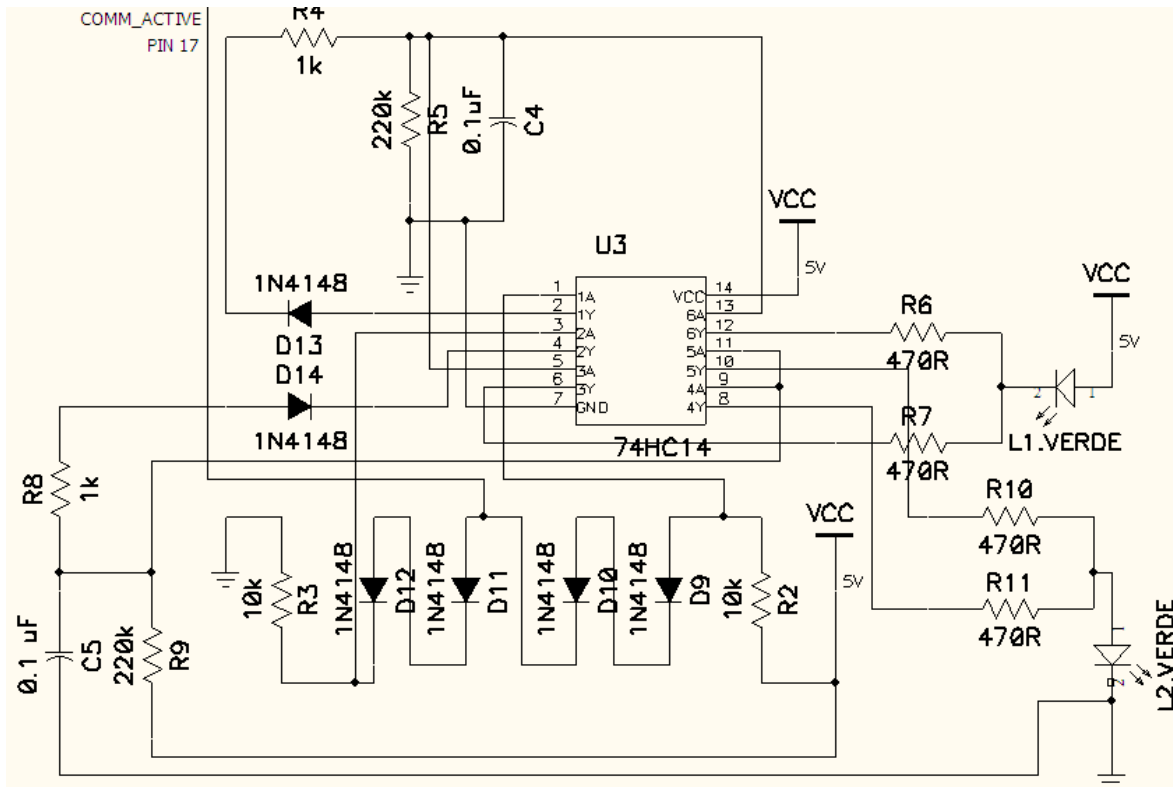 COMM_ACTIVE
PIN 17
R4
1k
220k
R5
0.1uF
C4
VCC
5V
U3
VCC
5V
1N4148
D13
D14
1N4148
1 1A
2 1Y
3 2A
4 2Y
5 3A
6 3Y
7 GND
VCC 14
6A 13
6Y 12
5A 11
5Y 10
4A 9
4Y 8
74HC14
R6
470R
R7
470R
2
1
L1.VERDE
R8
1k
R10
470R
R11
470R
VCC
5V
10k
R3
1N4148
D12
1N4148
D11
1N4148
D10
1N4148
D9
10k
R2
0.1 uF
C5
220k
R9
1
2
L2.VERDE